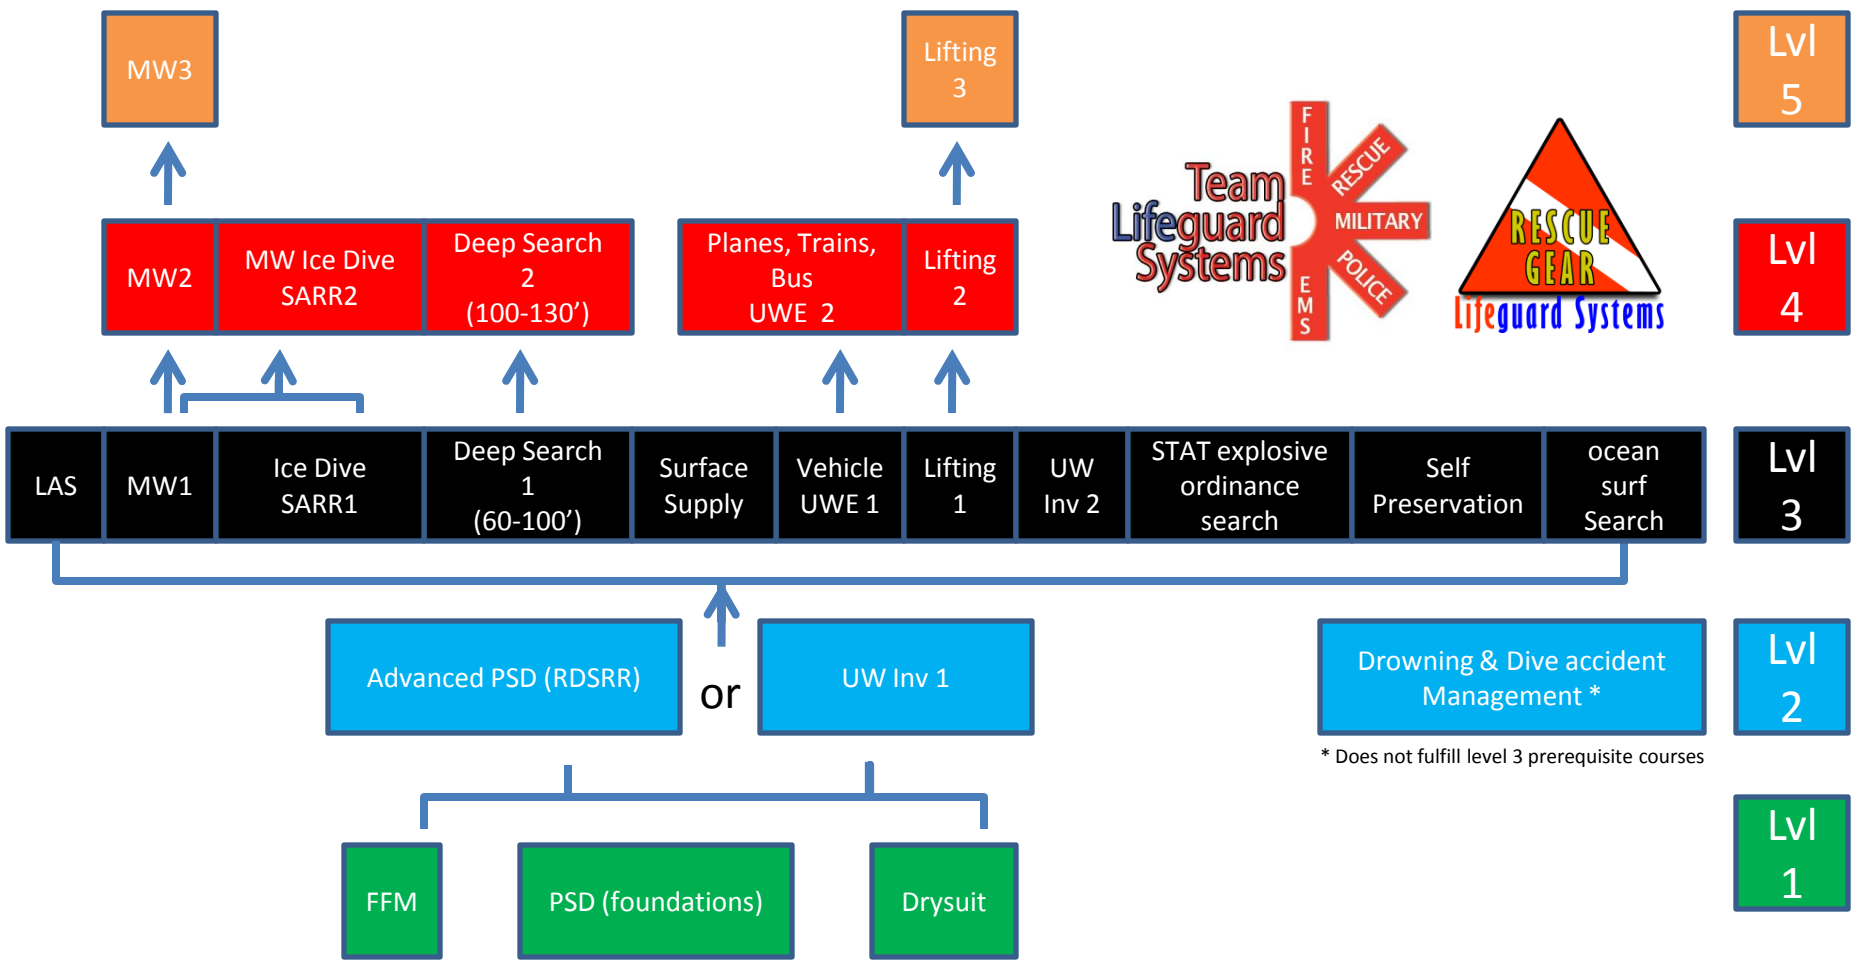 MW3
Lifting
3
Lvl
5
MW2
MW Ice Dive
SARR2
Deep Search
2
(100-130’)
Planes, Trains,
Bus
UWE  2
Lifting
2
Team
Lifeguard
Systems
FIRE
RESCUE
MILITARY
POLICE
EMS
RESCUE
GEAR
Lifeguard Systems
Lvl
4
LAS
MW1
Ice Dive
SARR1
Deep Search
1
(60-100’)
Surface
Supply
Vehicle
UWE 1
Lifting
1
UW
Inv 2
STAT explosive
ordinance
search
Self
Preservation
ocean
surf
Search
Lvl
3
Advanced PSD (RDSRR)
or
UW Inv 1
Drowning & Dive accident
Management *
* Does not fulfill level 3 prerequisite courses
Lvl
2
FFM
PSD (foundations)
Drysuit
Lvl
1